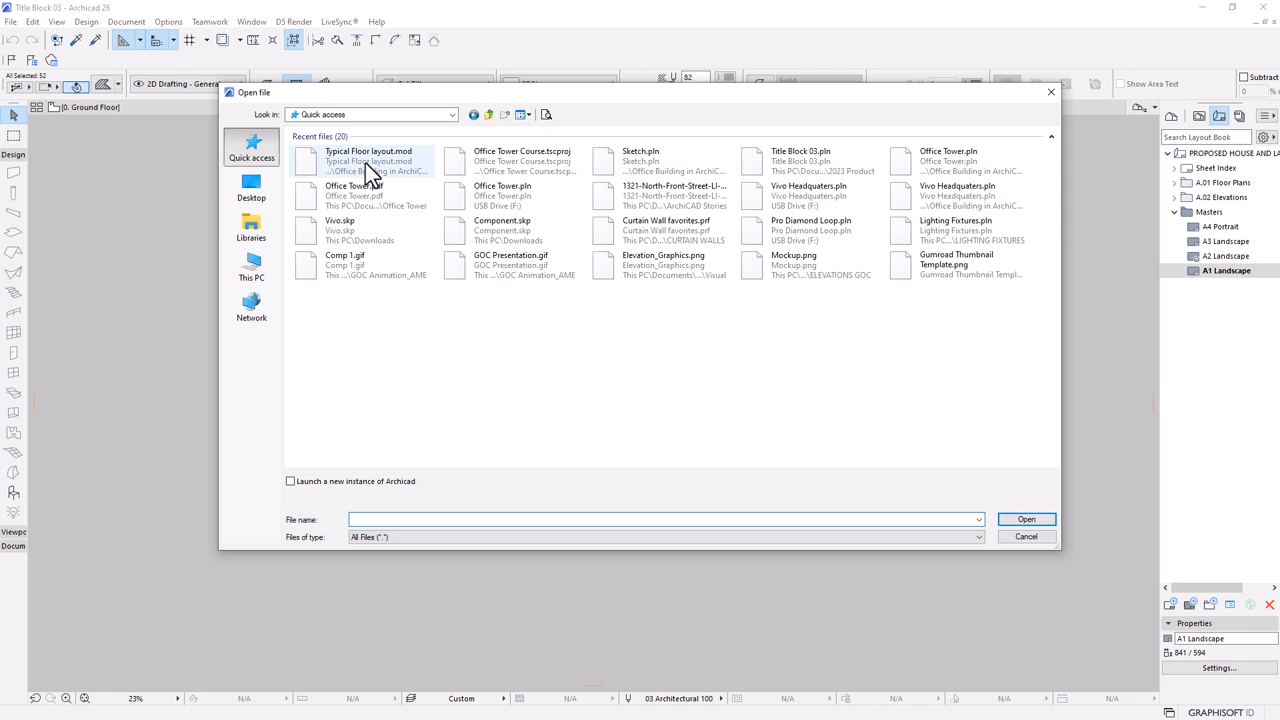 Title Block 03 - Archicad 26
File Edit View Design Document Options Teamwork Window D5 Render LiveSync® Help
All Selected: 52
2D Drafting - Genera
82
Show Area Text
Subtract
0 %
[0. Ground Floor]
Design
Viewpo
Docum
Open file
Look in: Quick access
Quick access
Desktop
Libraries
This PC
Network
Recent files (20)
Typical Floor layout.mod
Typical Floor layout.mod
...\Office Building in ArchiC...
Office Tower Course.tscproj
Office Tower Course.tscproj
...\Office Tower Course.tscp...
Sketch.pln
Sketch.pln
...\Office Building in ArchiC...
Title Block 03.pln
Title Block 03.pln
This PC\Docu...\2023 Product
Office Tower.pln
Office Tower.pln
...\Office Building in ArchiC...
Office Tower.pdf
Office Tower.pdf
This PC\Docu...\Office Tower
Office Tower.pln
Office Tower.pln
USB Drive (F:)
1321-North-Front-Street-LI-...
1321-North-Front-Street-LI-...
This PC\D...\ArchiCAD Stories
Vivo Headquaters.pln
Vivo Headquaters.pln
USB Drive (F:)
Vivo Headquaters.pln
Vivo Headquaters.pln
...\Office Building in ArchiC...
Vivo.skp
Vivo.skp
This PC\Downloads
Component.skp
Component.skp
This PC\Downloads
Curtain Wall favorites.prf
Curtain Wall favorites.prf
This PC\D...\CURTAIN WALLS
Pro Diamond Loop.pln
Pro Diamond Loop.pln
USB Drive (F:)
Lighting Fixtures.pln
Lighting Fixtures.pln
This PC...\LIGHTING FIXTURES
Comp 1.gif
Comp 1.gif
This ...\GOC Animation_AME
GOC Presentation.gif
GOC Presentation.gif
This ...\GOC Animation_AME
Elevation_Graphics.png
Elevation_Graphics.png
This PC\Documents\...\Visual
Mockup.png
Mockup.png
This PC\...\ELEVATIONS GOC
Gumroad Thumbnail
Template.png
Gumroad Thumbnail Templ...
Launch a new instance of Archicad
File name:
Open
Files of type: All Files (*.*)
Cancel
Search Layout Book
PROPOSED HOUSE AND LA
Sheet Index
A.01 Floor Plans
A.02 Elevations
Masters
A4 Portrait
A3 Landscape
A2 Landscape
A1 Landscape
Properties
A1 Landscape
841 / 594
Settings...
23% N/A N/A Custom N/A 03 Architectural 100 N/A N/A N/A N/A
GRAPHISOFT ID